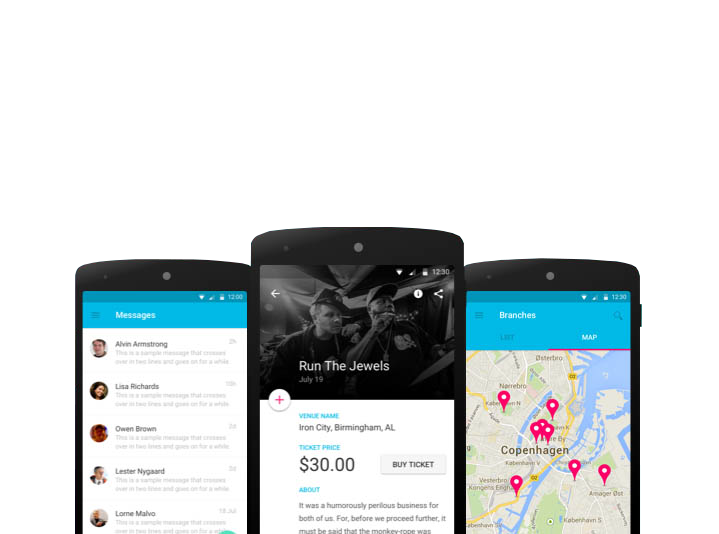 12:00
Messages
Alvin Armstrong
2h
This is a sample message that crosses
over in two lines and goes on for a while.
Lisa Richards
10h
This is a sample message that crosses
over in two lines and goes on for a while.
Owen Brown
2d
This is a sample message that crosses
over in two lines and goes on for a while.
Lester Nygaard
2d
This is a sample message that crosses
over in two lines and goes on for a while.
Lorne Malvo
18 Jul
This is a sample message that crosses
over in two lines and goes on for a while.
12:30
Run The Jewels
July 19
VENUE NAME
Iron City, Birmingham, AL
TICKET PRICE
$30.00
BUY TICKET
ABOUT
It was a humorously perilous business for
both of us. For, before we proceed further, it
must be said that the monkey-rope was
12:30
Branches
LIST
MAP
Østerbro
O2
Nørrebro
København N
Copenhagen
København V
Vesterbro
Kongens Enghave
O2
Amager Øst
København S